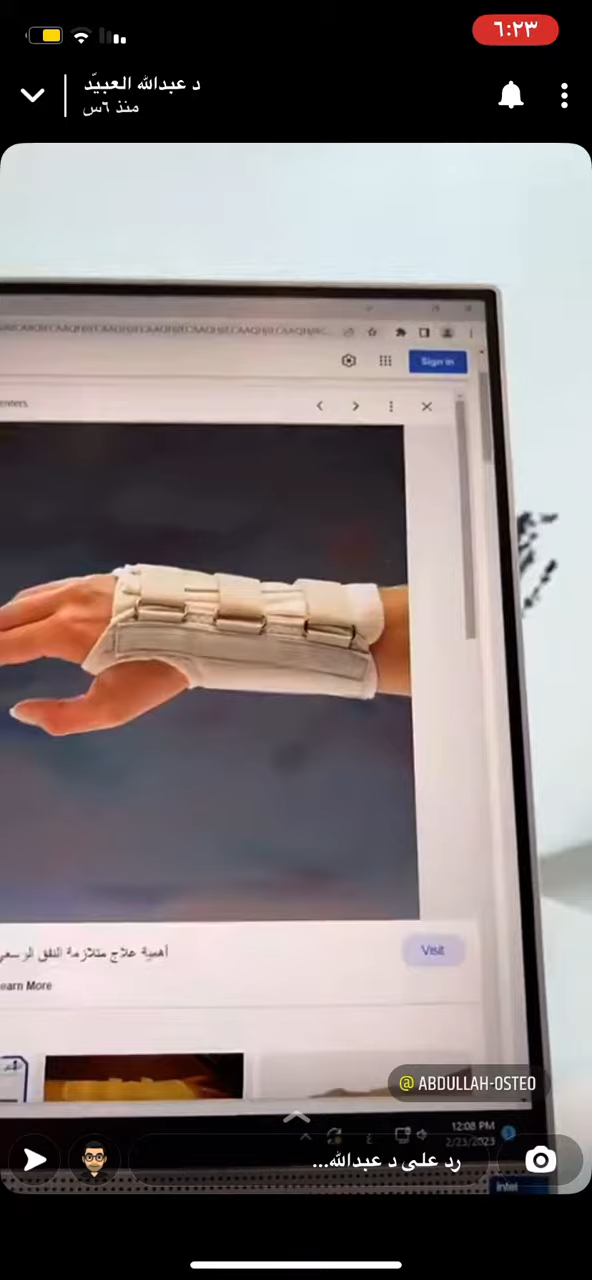 ٦:٢٣
د عبدالله العبيّد
منذ ٦س
Sign in
أهمية علاج متلازمة النفق الرسغي
Visit
earn More
@ ABDULLAH-OSTEO
12:08 PM
2/23/2023
رد على د عبدالله...
intel